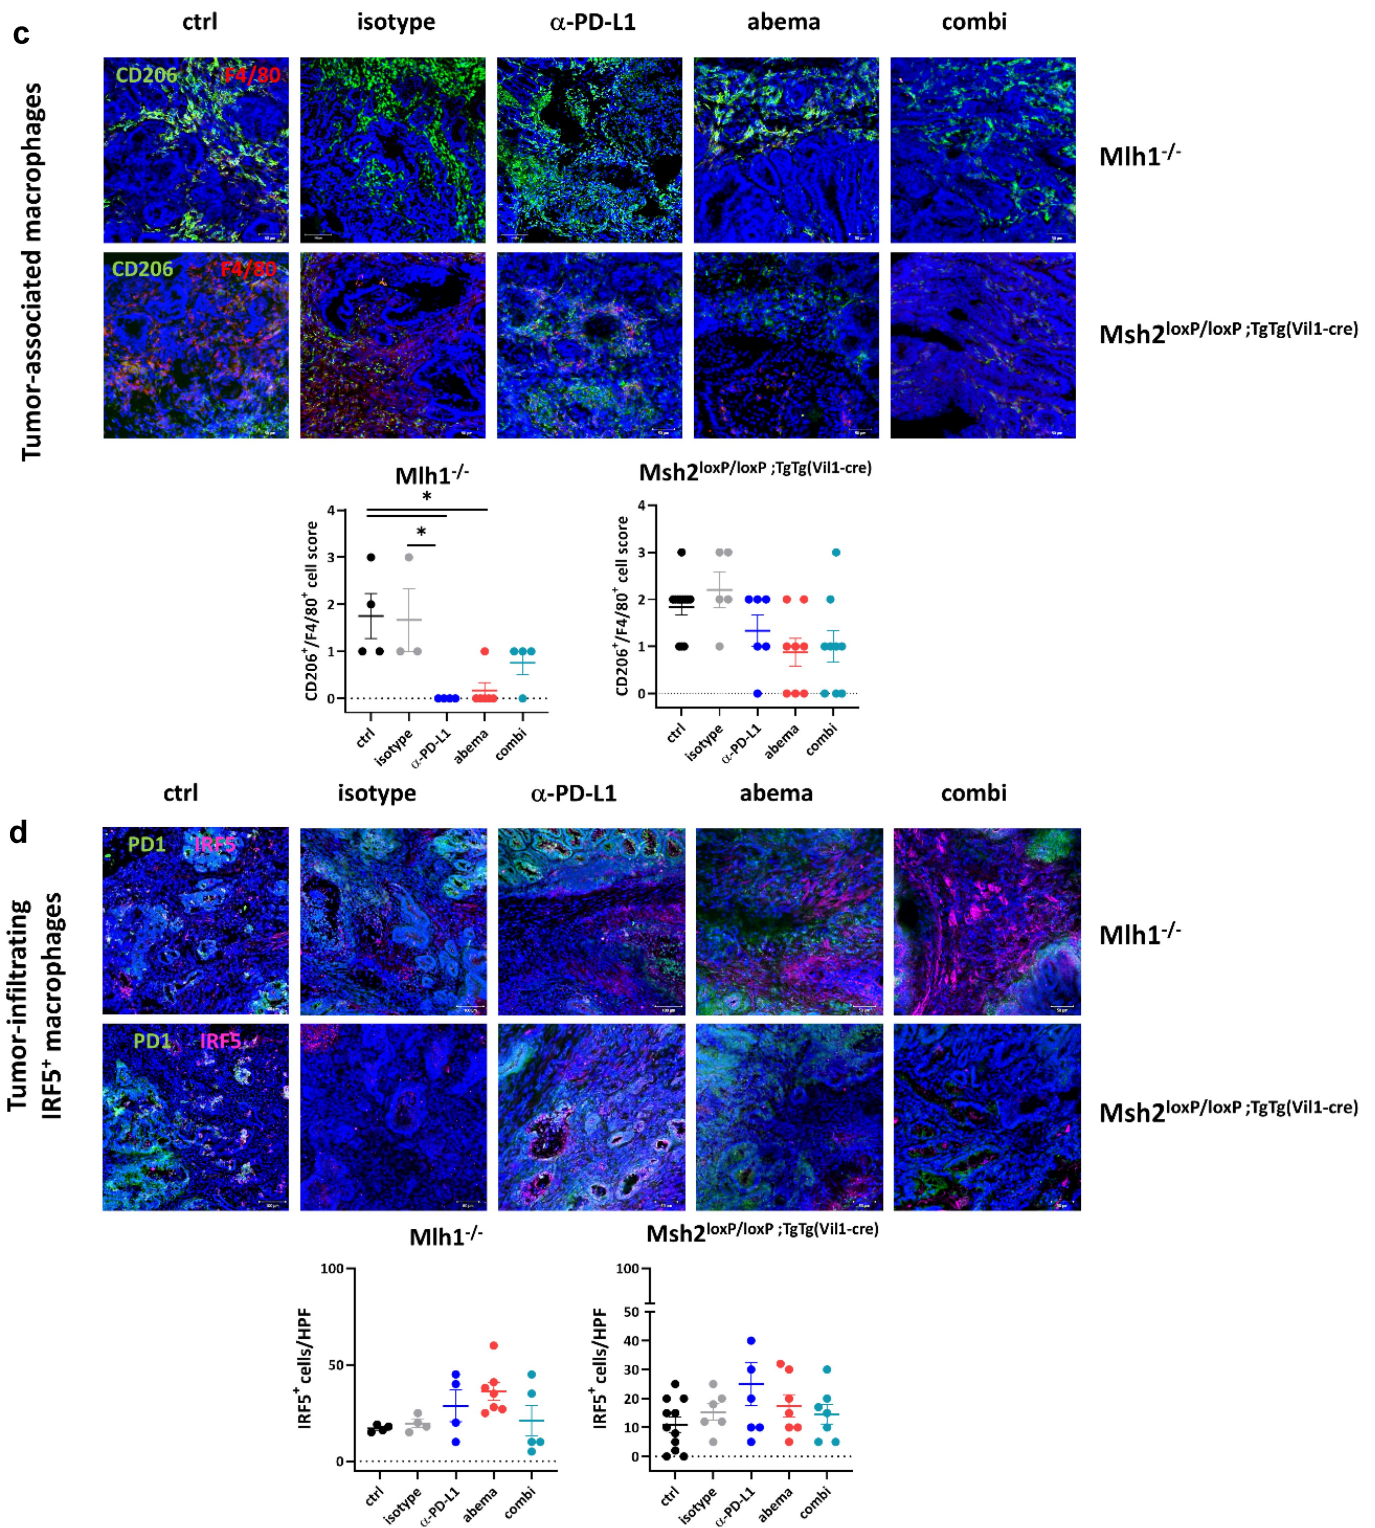 c
ctrl isotype α-PD-L1 abema combi
Tumor-associated macrophages
CD206 F4/80
Mlh1-/-
CD206 F4/80
Msh2loxP/loxP ;TgTg(Vil1-cre)
Mlh1-/-
CD206+/F4/80+ cell score
4
3
2
1
0
* 
*
ctrl isotype α-PD-L1 abema combi
Msh2loxP/loxP ;TgTg(Vil1-cre)
CD206+/F4/80+ cell score
4
3
2
1
0
ctrl isotype α-PD-L1 abema combi
d
ctrl isotype α-PD-L1 abema combi
Tumor-infiltrating
IRF5+ macrophages
PD1 IRF5
Mlh1-/-
PD1 IRF5
Msh2loxP/loxP ;TgTg(Vil1-cre)
Mlh1-/-
IRF5+ cells/HPF
100
50
0
ctrl isotype α-PD-L1 abema combi
Msh2loxP/loxP ;TgTg(Vil1-cre)
IRF5+ cells/HPF
100
50
40
30
20
10
0
ctrl isotype α-PD-L1 abema combi